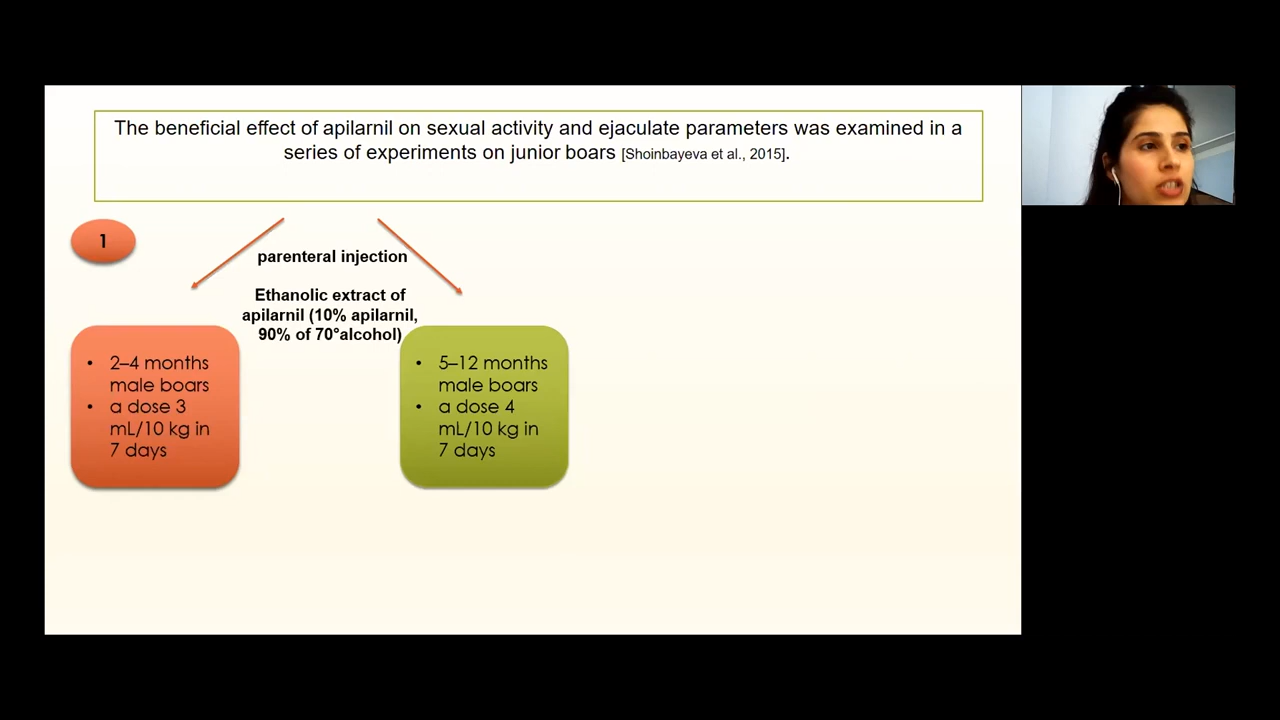 The beneficial effect of apilarnil on sexual activity and ejaculate parameters was examined in a
series of experiments on junior boars [Shoinbayeva et al., 2015].
1
parenteral injection
Ethanolic extract of
apilarnil (10% apilarnil,
90% of 70°alcohol)
• 2–4 months
male boars
• a dose 3
mL/10 kg in
7 days
• 5–12 months
male boars
• a dose 4
mL/10 kg in
7 days